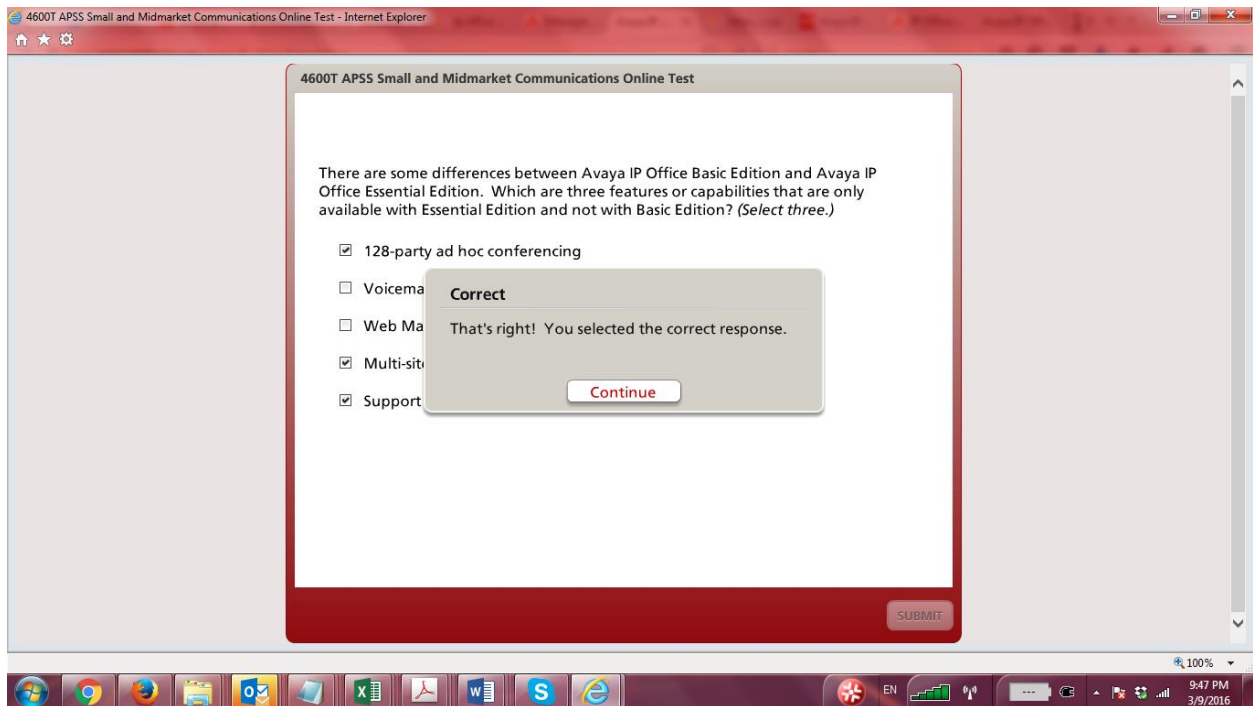 4600T APSS Small and Midmarket Communications Online Test - Internet Explorer
4600T APSS Small and Midmarket Communications Online Test
There are some differences between Avaya IP Office Basic Edition and Avaya IP
Office Essential Edition. Which are three features or capabilities that are only
available with Essential Edition and not with Basic Edition? (Select three.)
128-party ad hoc conferencing
Voicema
Web Ma
Multi-sit
Support
Correct
That's right! You selected the correct response.
Continue
SUBMIT
100%
EN
9:47 PM
3/9/2016